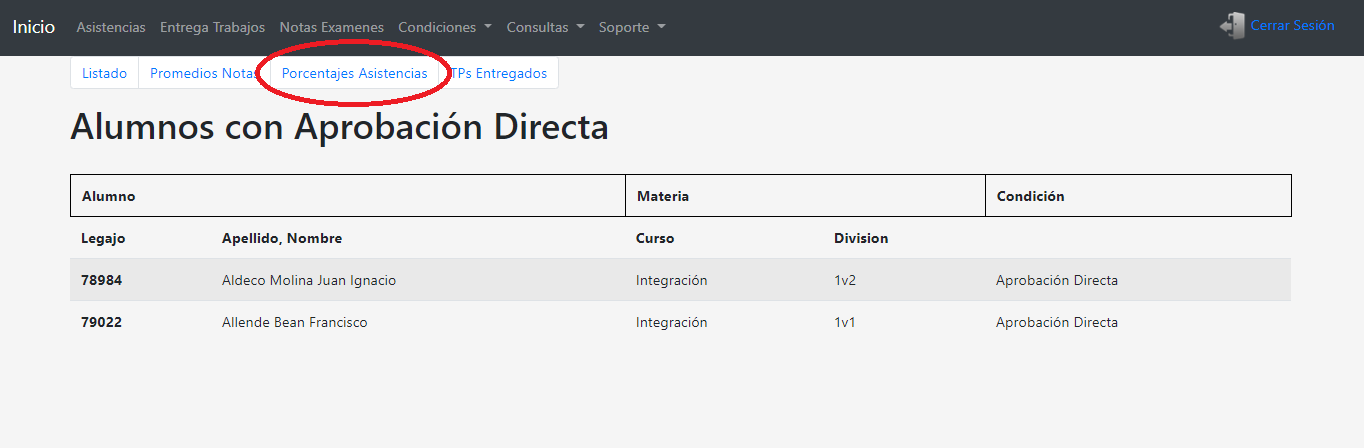 Inicio Asistencias Entrega Trabajos Notas Examenes Condiciones Consultas Soporte Cerrar Sesión
Listado Promedios Notas Porcentajes Asistencias TPs Entregados
Alumnos con Aprobación Directa
Alumno Materia Condición
Legajo Apellido, Nombre Curso Division
78984 Aldeco Molina Juan Ignacio Integración 1v2 Aprobación Directa
79022 Allende Bean Francisco Integración 1v1 Aprobación Directa